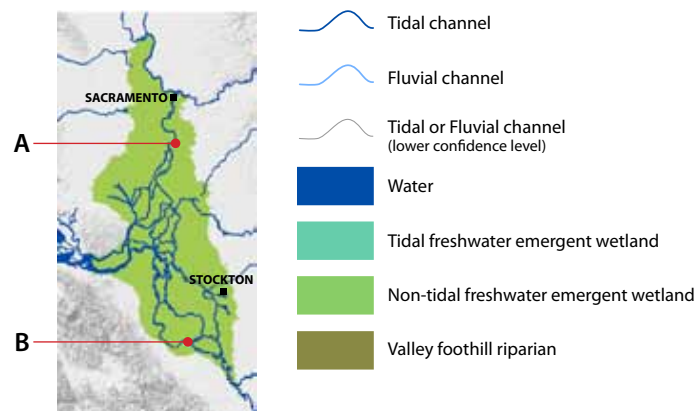 SACRAMENTO
A
STOCKTON
B
Tidal channel
Fluvial channel
Tidal or Fluvial channel
(lower confidence level)
Water
Tidal freshwater emergent wetland
Non-tidal freshwater emergent wetland
Valley foothill riparian